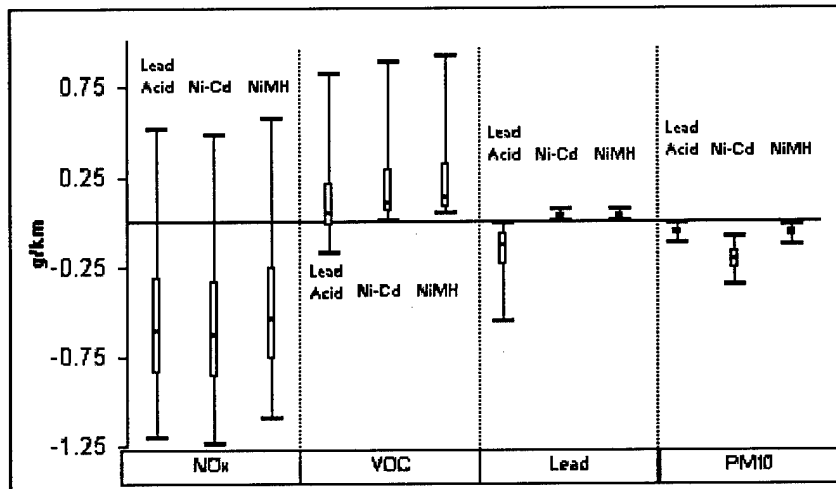 g/km
0.75
0.25
-0.25
-0.75
-1.25
Lead
Acid Ni-Cd NiMH
Lead
Acid Ni-Cd NiMH
Lead
Acid Ni-Cd NiMH
Lead
Acid Ni-Cd NiMH
NOx VOC Lead PM10